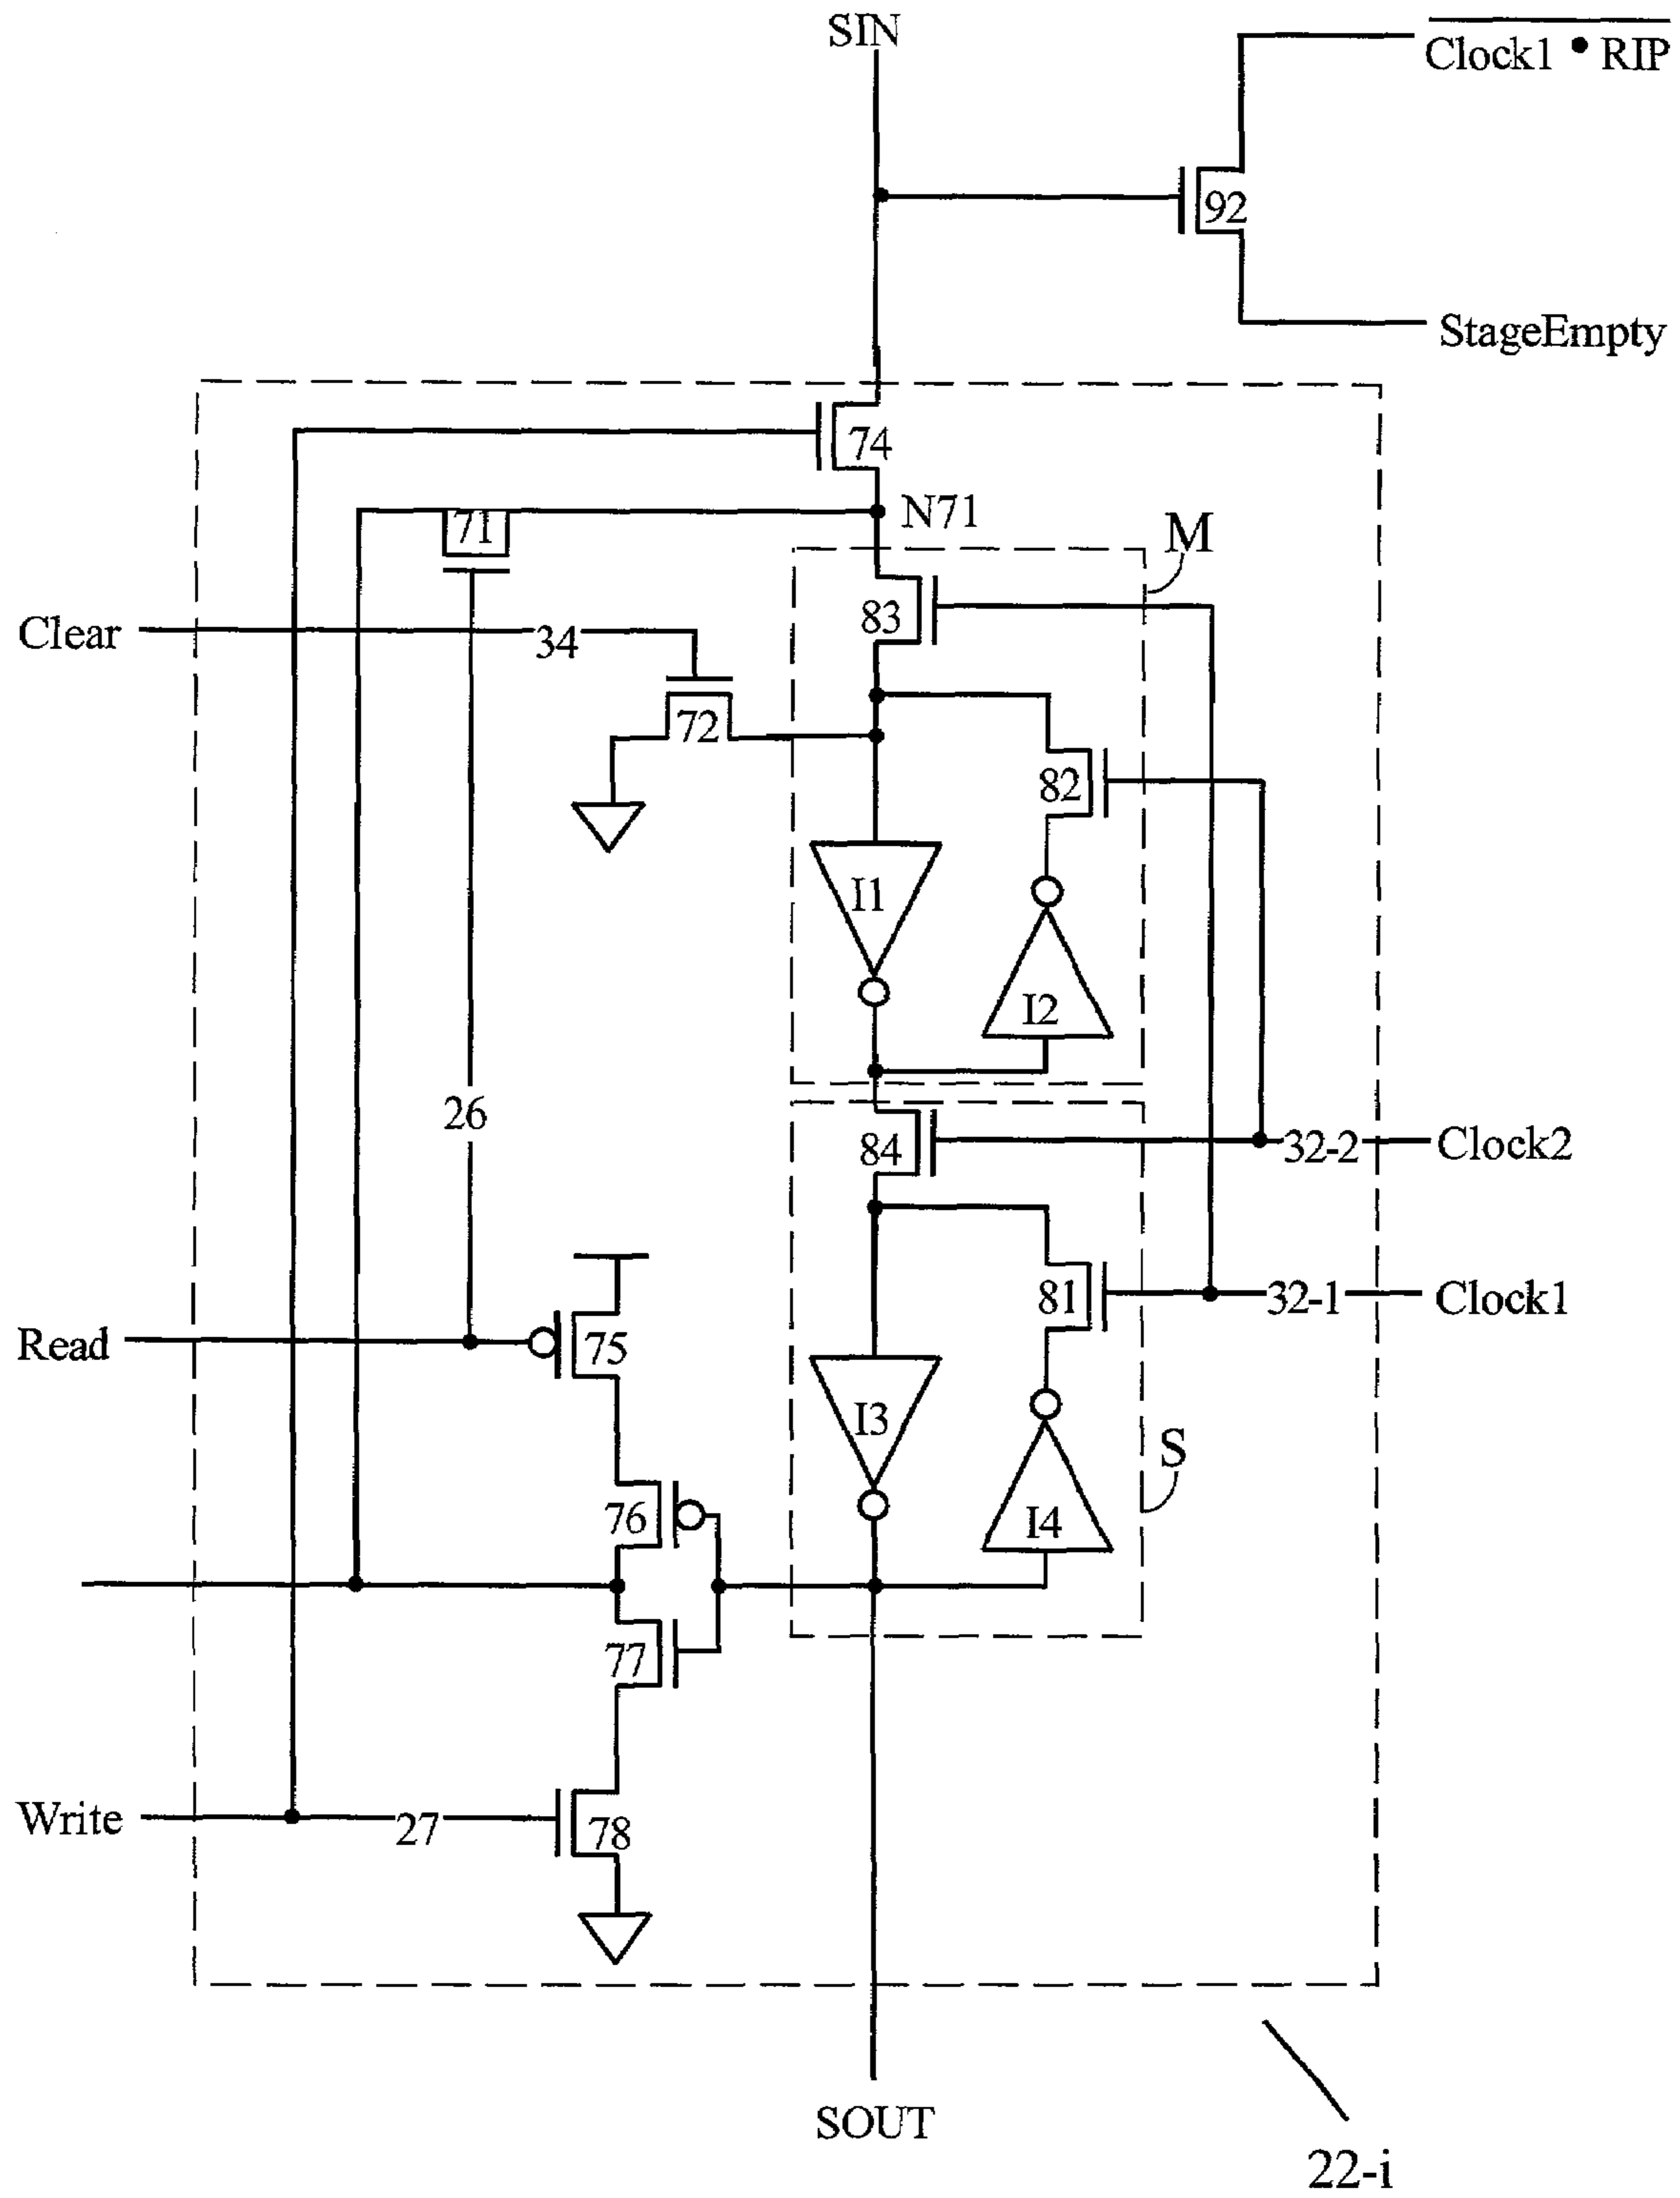 SIN
Clock1 • RIP
92
StageEmpty
74
71
N71
M
83
Clear
34
72
82
I1
I2
26
84
32-2
Clock2
81
32-1
Clock1
Read
75
I3
S
76
I4
77
Write
27
78
SOUT
22-i